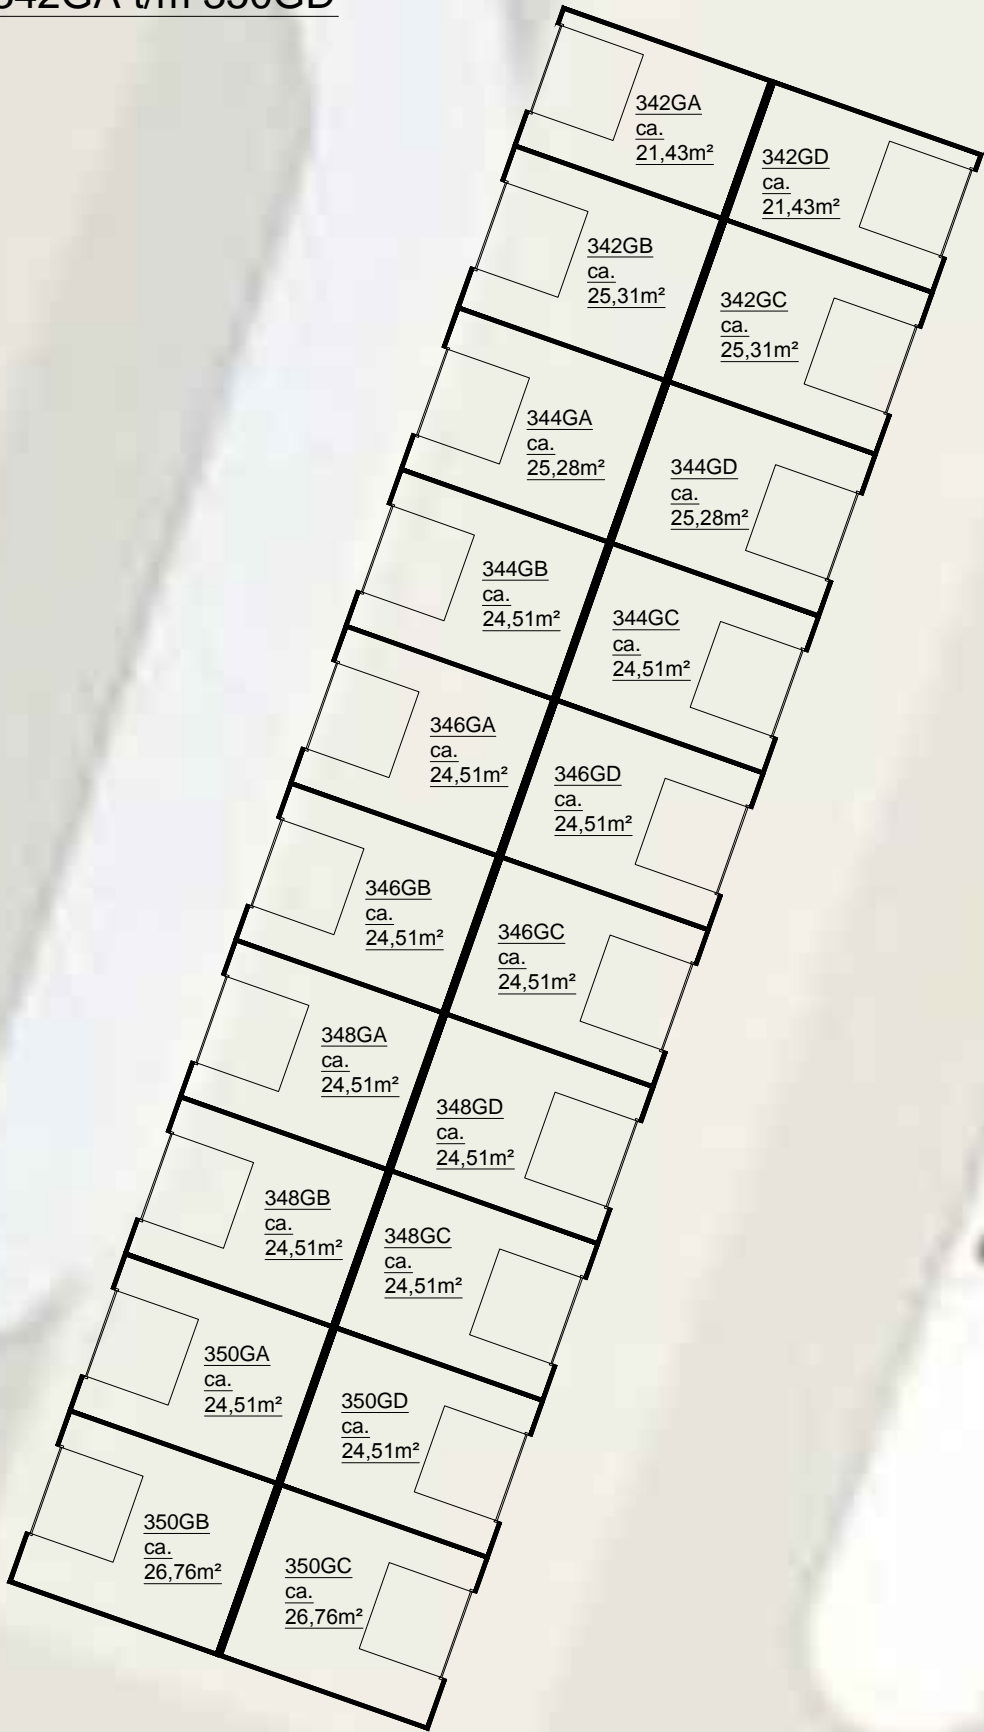 342GA t/m 350GD
342GA
ca.
21,43m²
342GD
ca.
21,43m²
342GB
ca.
25,31m²
342GC
ca.
25,31m²
344GA
ca.
25,28m²
344GD
ca.
25,28m²
344GB
ca.
24,51m²
344GC
ca.
24,51m²
346GA
ca.
24,51m²
346GD
ca.
24,51m²
346GB
ca.
24,51m²
346GC
ca.
24,51m²
348GA
ca.
24,51m²
348GD
ca.
24,51m²
348GB
ca.
24,51m²
348GC
ca.
24,51m²
350GA
ca.
24,51m²
350GD
ca.
24,51m²
350GB
ca.
26,76m²
350GC
ca.
26,76m²